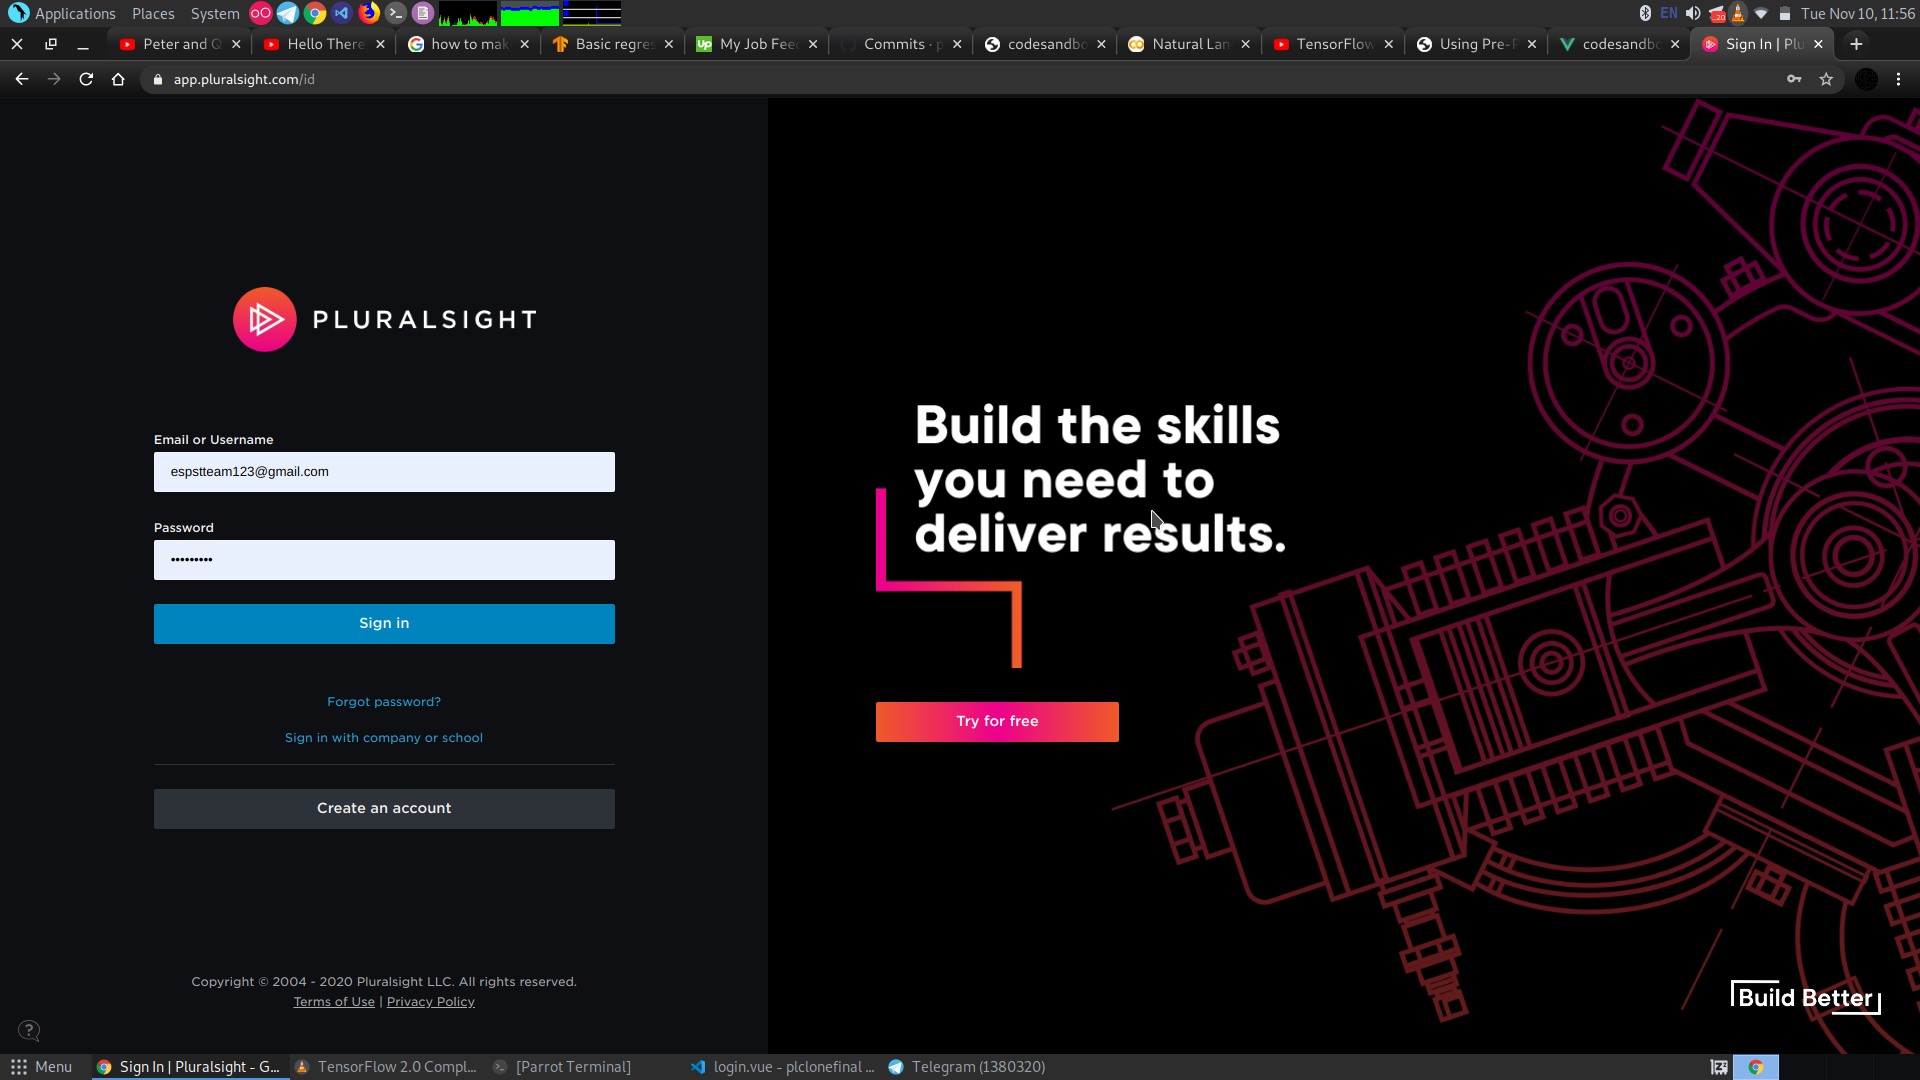 Applications Places System EN Tue Nov 10, 11:56
Peter and Q Hello There how to mak Basic regres My Job Fee Commits · p codesandbo Natural Lan TensorFlow Using Pre-P codesandbo Sign In | Plu
app.pluralsight.com/id
PLURALSIGHT
Email or Username
espstteam123@gmail.com
Password
Sign in
Forgot password?
Sign in with company or school
Create an account
Copyright © 2004 - 2020 Pluralsight LLC. All rights reserved.
Terms of Use | Privacy Policy
Build the skills
you need to
deliver results.
Try for free
Build Better
Menu Sign In | Pluralsight - G... TensorFlow 2.0 Compl... [Parrot Terminal] login.vue - plclonefinal ... Telegram (1380320)